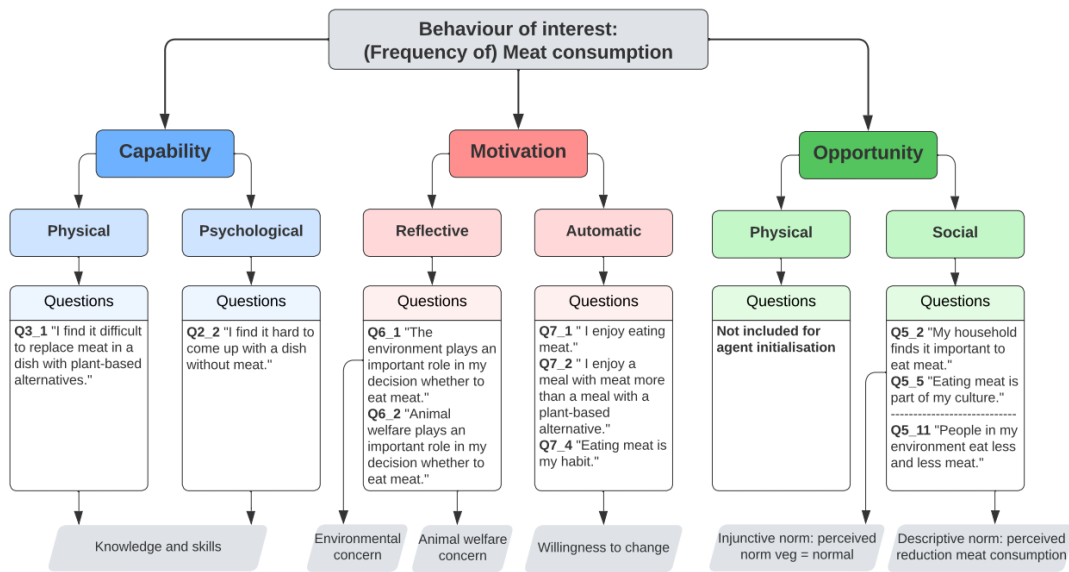 Behaviour of interest:
(Frequency of) Meat consumption
Capability
Motivation
Opportunity
Physical
Psychological
Reflective
Automatic
Physical
Social
Questions
Q3_1 "I find it difficult
to replace meat in a
dish with plant-based
alternatives."
Questions
Q2_2 "I find it hard to
come up with a dish
without meat."
Questions
Q6_1 "The
environment plays an
important role in my
decision whether to
eat meat."
Q6_2 "Animal
welfare plays an
important role in my
decision whether to
eat meat."
Questions
Q7_1 " I enjoy eating
meat."
Q7_2 " I enjoy a
meal with meat more
than a meal with a
plant-based
alternative."
Q7_4 "Eating meat is
my habit."
Questions
Not included for
agent initialisation
Questions
Q5_2 "My household
finds it important to
eat meat."
Q5_5 "Eating meat is
part of my culture."
----------------------------
Q5_11 "People in my
environment eat less
and less meat."
Knowledge and skills
Environmental
concern
Animal welfare
concern
Willingness to change
Injunctive norm: perceived
norm veg = normal
Descriptive norm: perceived
reduction meat consumption